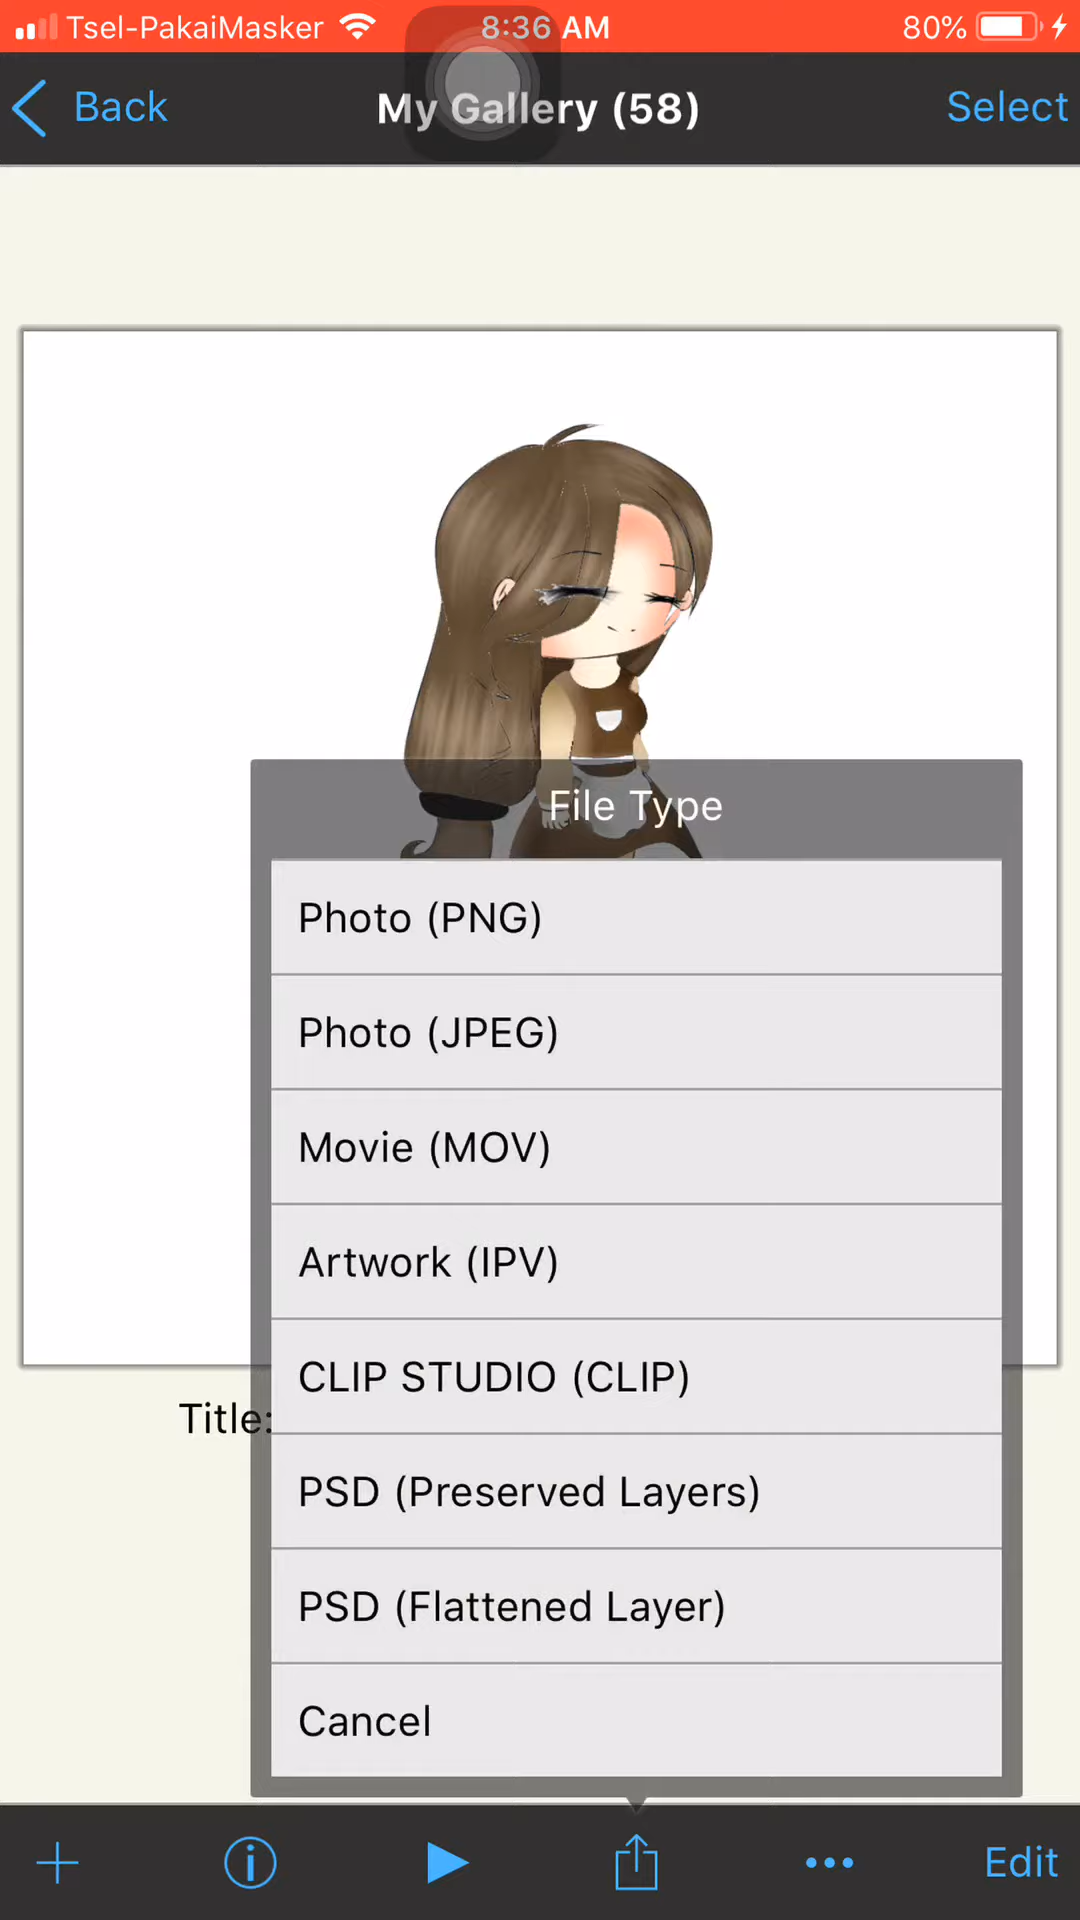 Tsel-PakaiMasker 8:36 AM 80%
Back My Gallery (58) Select
File Type
Photo (PNG)
Photo (JPEG)
Movie (MOV)
Artwork (IPV)
CLIP STUDIO (CLIP)
Title:
PSD (Preserved Layers)
PSD (Flattened Layer)
Cancel
Edit